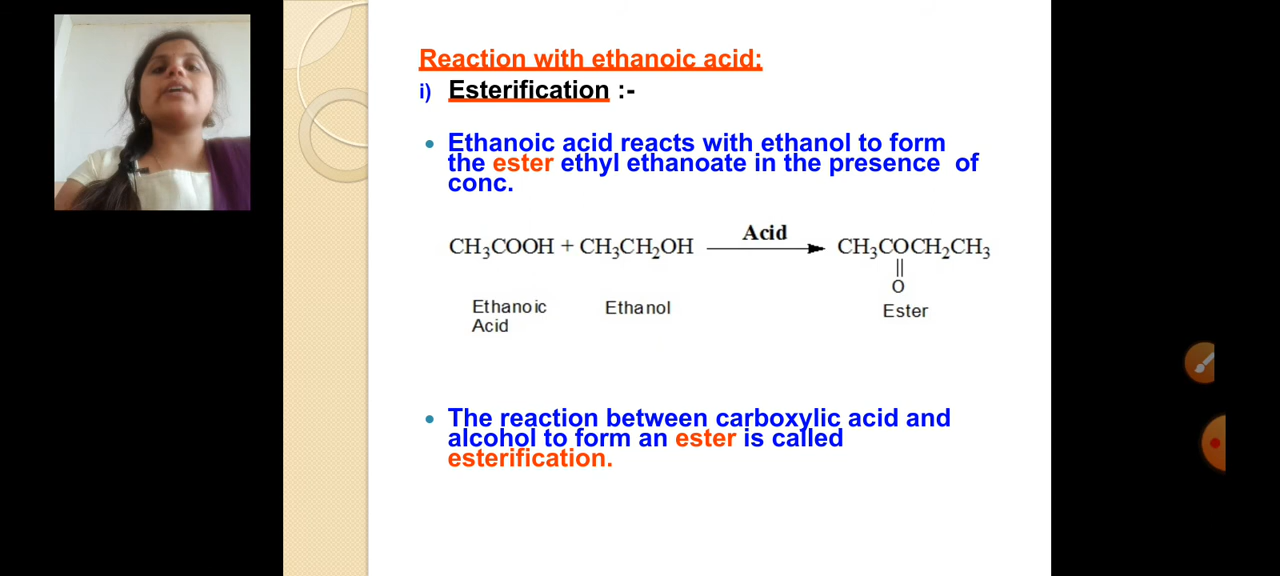 Reaction with ethanoic acid:
i) Esterification :-
• Ethanoic acid reacts with ethanol to form
the ester ethyl ethanoate in the presence of
conc.
Acid
CH₃COOH + CH₃CH₂OH ⟶ CH₃COCH₂CH₃
||
O
Ethanoic Ethanol Ester
Acid
• The reaction between carboxylic acid and
alcohol to form an ester is called
esterification.